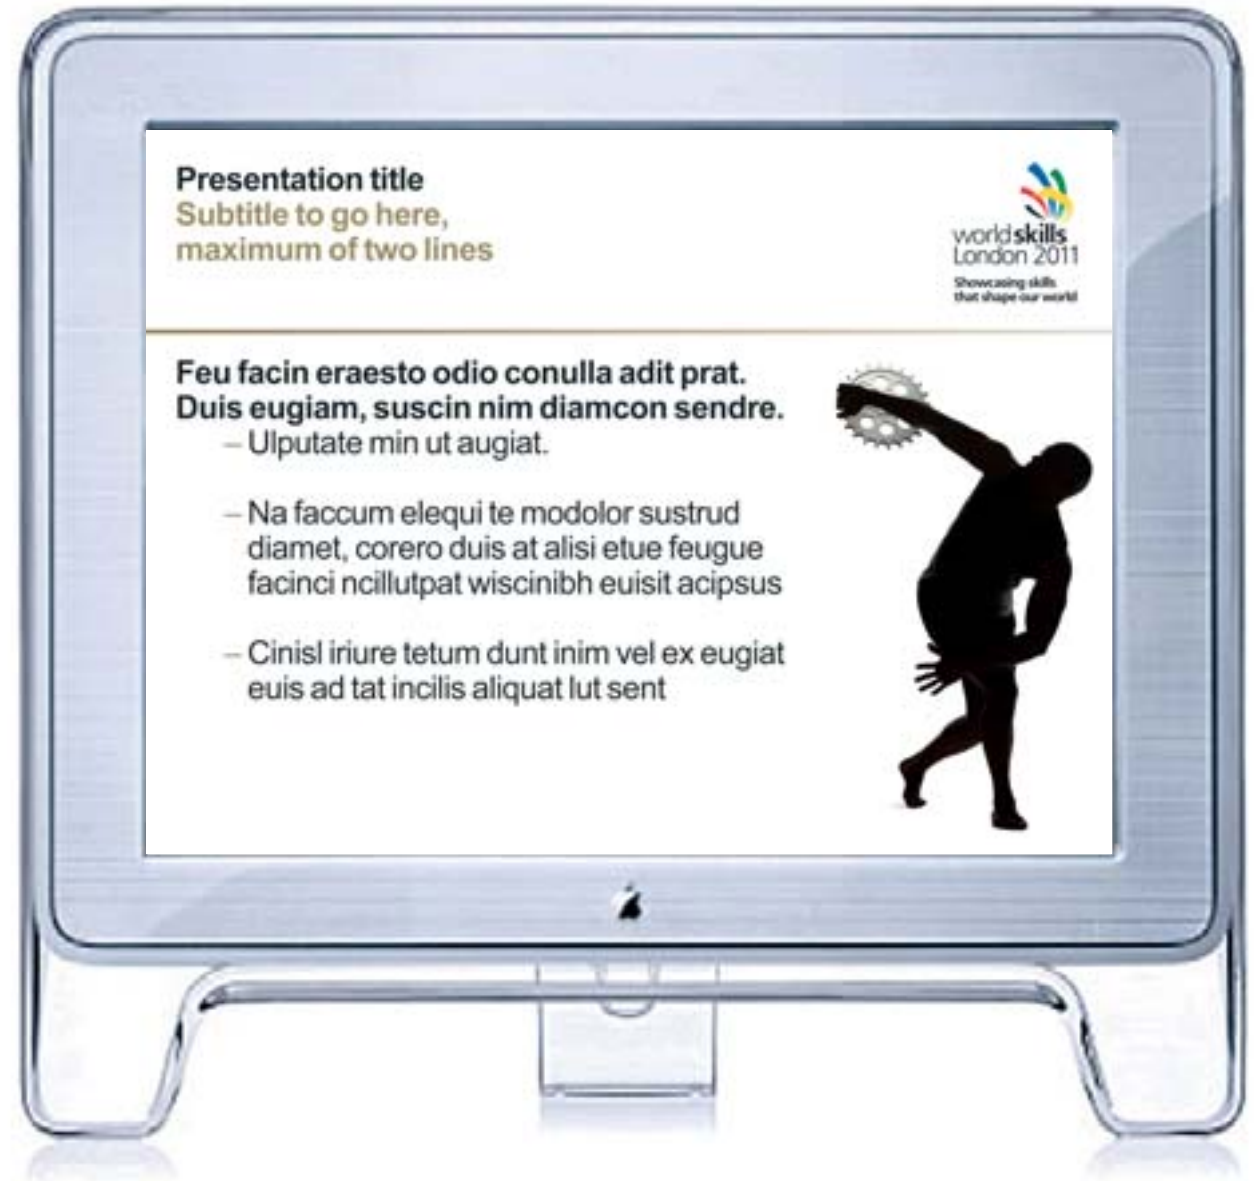 Presentation title
Subtitle to go here,
maximum of two lines
worldskills
London 2011
Showcasing skills
that shape our world
Feu facin eraesto odio conulla adit prat.
Duis eugiam, suscin nim diamcon sendre.
– Ulputate min ut augiat.
– Na faccum elequi te modolor sustrud
diamet, corero duis at alisi etue feugue
facinci ncillutpat wiscinibh euisit acipsus
– Cinisl iriure tetum dunt inim vel ex eugiat
euis ad tat incilis aliquat lut sent